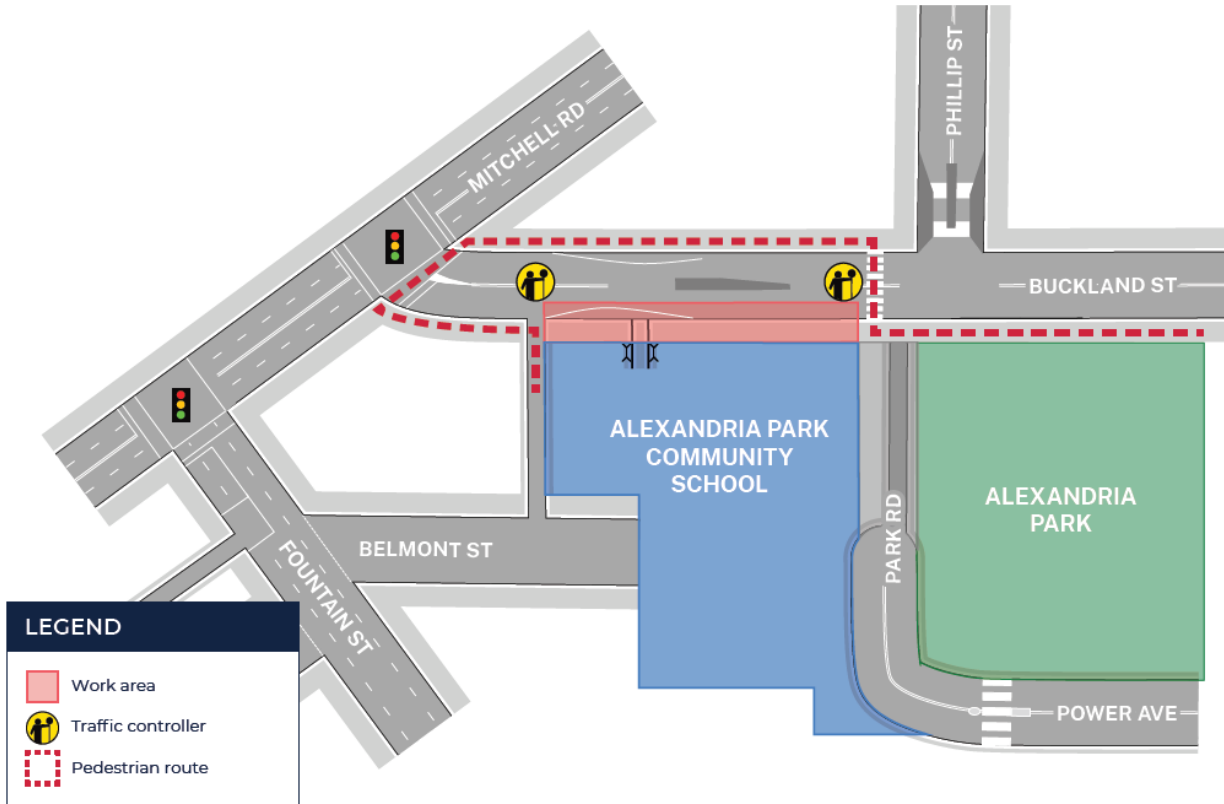 PHILLIP ST
MITCHELL RD
BUCKLAND ST
ALEXANDRIA PARK
COMMUNITY
SCHOOL
ALEXANDRIA
PARK
PARK RD
BELMONT ST
FOUNTAIN ST
POWER AVE
LEGEND
Work area
Traffic controller
Pedestrian route